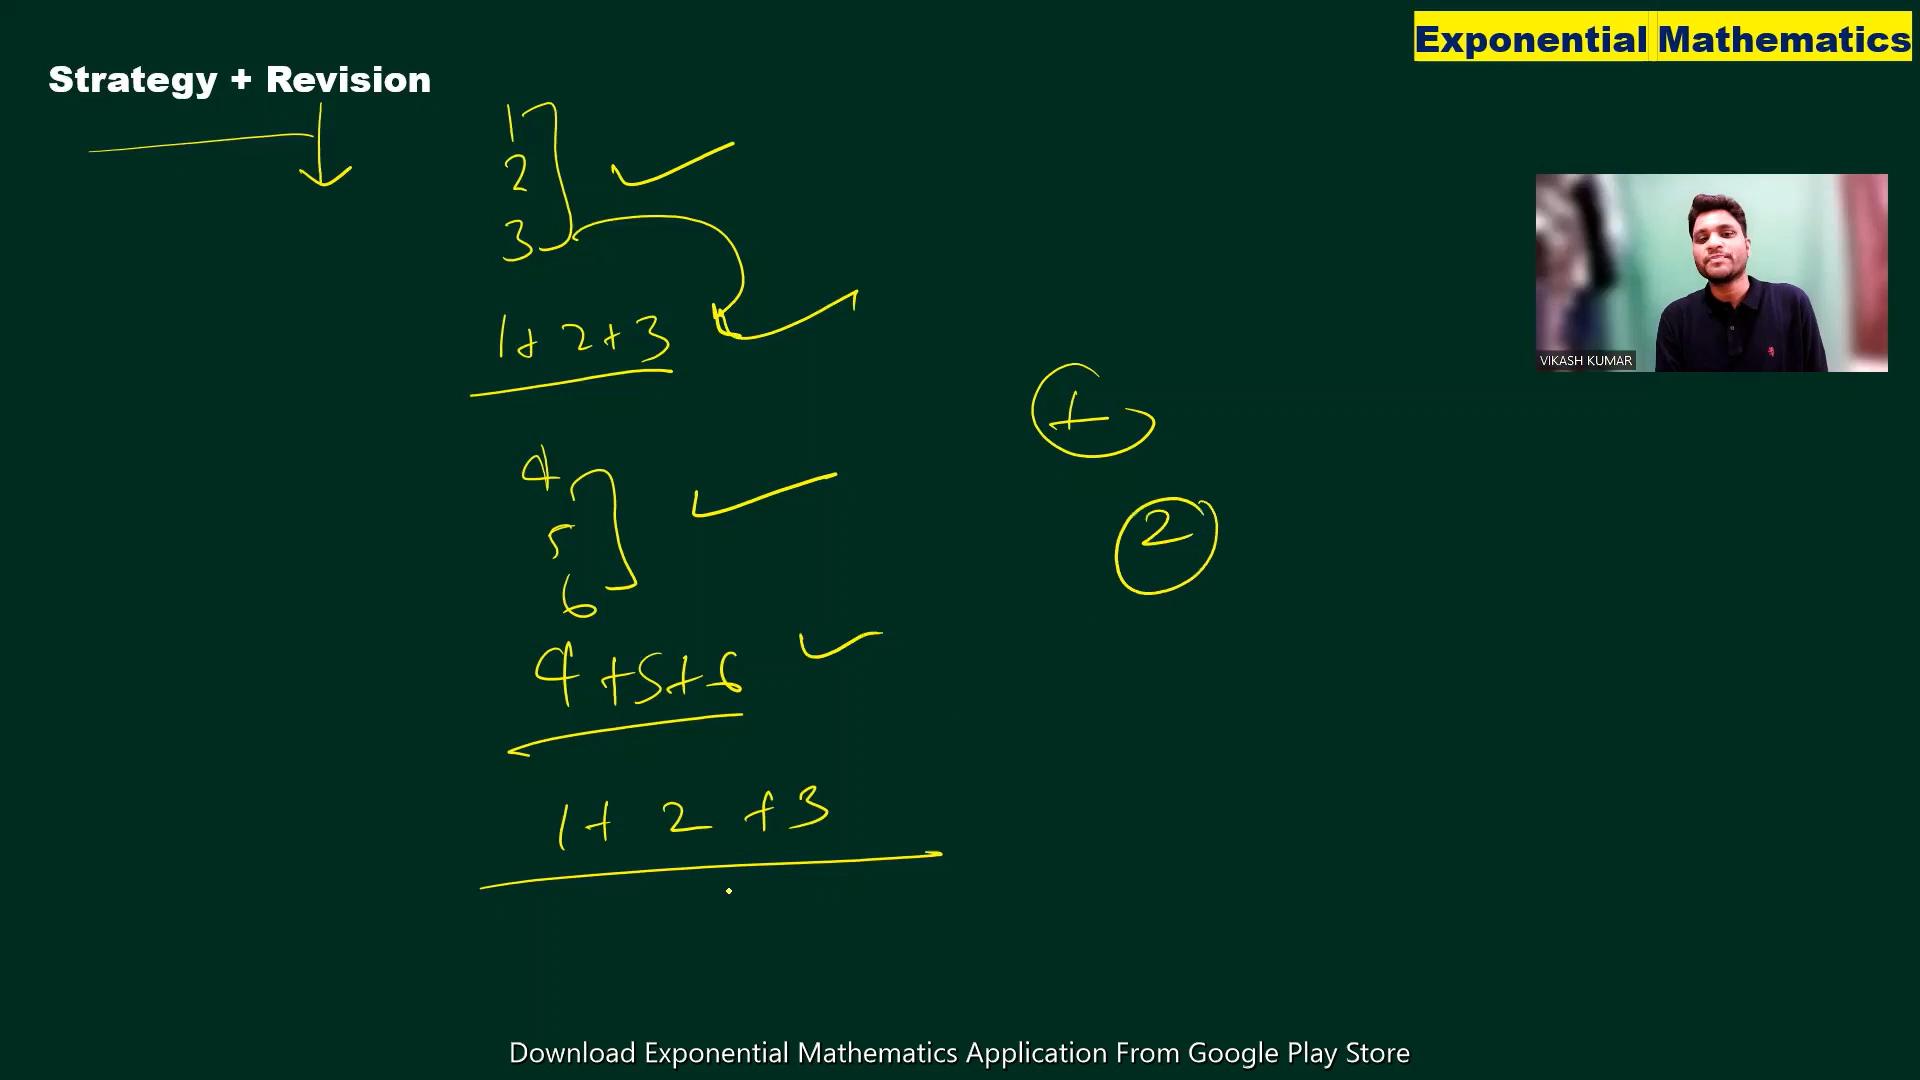 Exponential Mathematics
Strategy + Revision
1
2
3
1+2+3
4
5
6
4+5+6
1+2+3
1
2
VIKASH KUMAR
Download Exponential Mathematics Application From Google Play Store